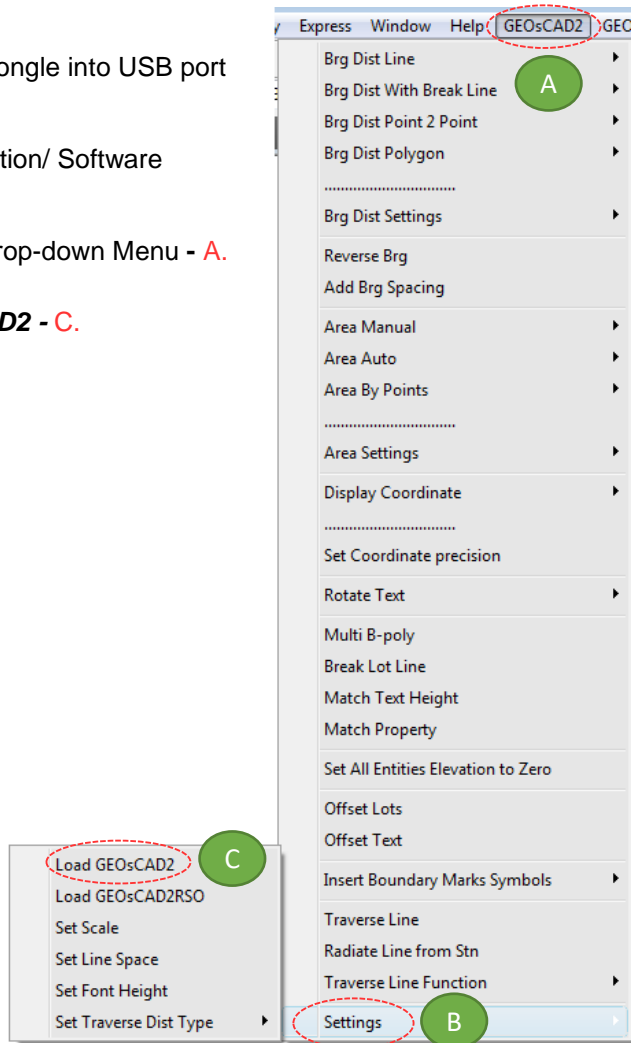 ongle into USB port
tion/ Software
rop-down Menu - A.
D2 - C.
y Express Window Help GEOsCAD2 GEO
A
Brg Dist Line
Brg Dist With Break Line
Brg Dist Point 2 Point
Brg Dist Polygon
................................
Brg Dist Settings
Reverse Brg
Add Brg Spacing
Area Manual
Area Auto
Area By Points
................................
Area Settings
Display Coordinate
................................
Set Coordinate precision
Rotate Text
Multi B-poly
Break Lot Line
Match Text Height
Match Property
Set All Entities Elevation to Zero
Offset Lots
Offset Text
Insert Boundary Marks Symbols
Traverse Line
Radiate Line from Stn
Traverse Line Function
Settings B
Load GEOsCAD2 C
Load GEOsCAD2RSO
Set Scale
Set Line Space
Set Font Height
Set Traverse Dist Type